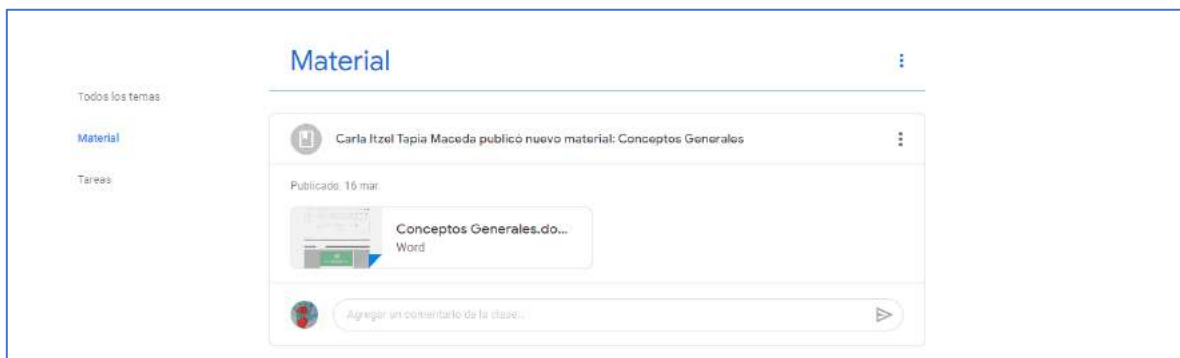 Material
Todos los temas
Material
Tareas
Carla Itzel Tapia Maceda publicó nuevo material: Conceptos Generales
Publicado: 16 mar.
Conceptos Generales.do...
Word
Agregar un comentario de la clase...